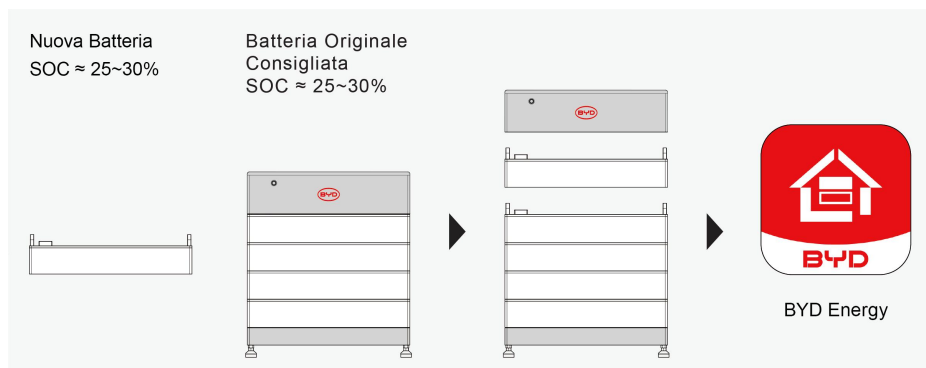 Nuova Batteria
SOC ≈ 25~30%
Batteria Originale
Consigliata
SOC ≈ 25~30%
BYD
BYD
BYD
BYD Energy